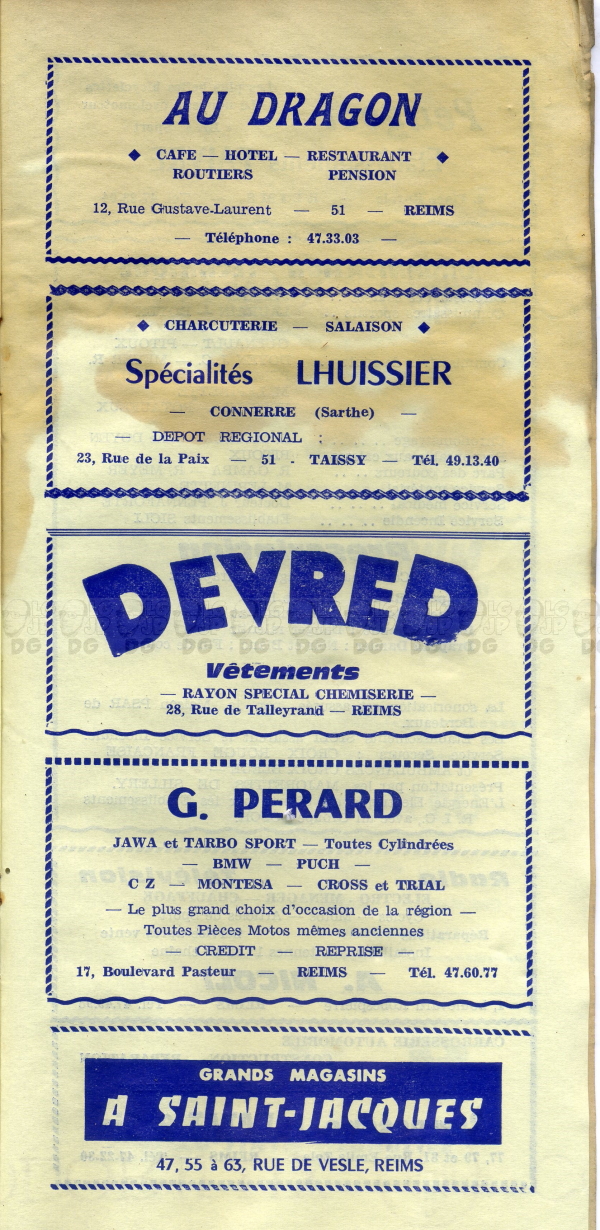 AU DRAGON
◆ CAFE — HOTEL — RESTAURANT ◆
ROUTIERS PENSION
12, Rue Gustave-Laurent — 51 — REIMS
— Téléphone : 47.33.03 —
◆ CHARCUTERIE — SALAISON ◆
Spécialités LHUISSIER
— CONNERRE (Sarthe) —
— DEPOT REGIONAL :
23, Rue de la Paix — 51 - TAISSY — Tél. 49.13.40
DEVRED
Vêtements
— RAYON SPECIAL CHEMISERIE —
28, Rue de Talleyrand — REIMS
G. PERARD
JAWA et TARBO SPORT — Toutes Cylindrées
— BMW — PUCH —
C Z — MONTESA — CROSS et TRIAL
— Le plus grand choix d'occasion de la région —
Toutes Pièces Motos mêmes anciennes
— CREDIT — REPRISE —
17, Boulevard Pasteur REIMS — Tél. 47.60.77
GRANDS MAGASINS
A SAINT-JACQUES
47, 55 à 63, RUE DE VESLE, REIMS